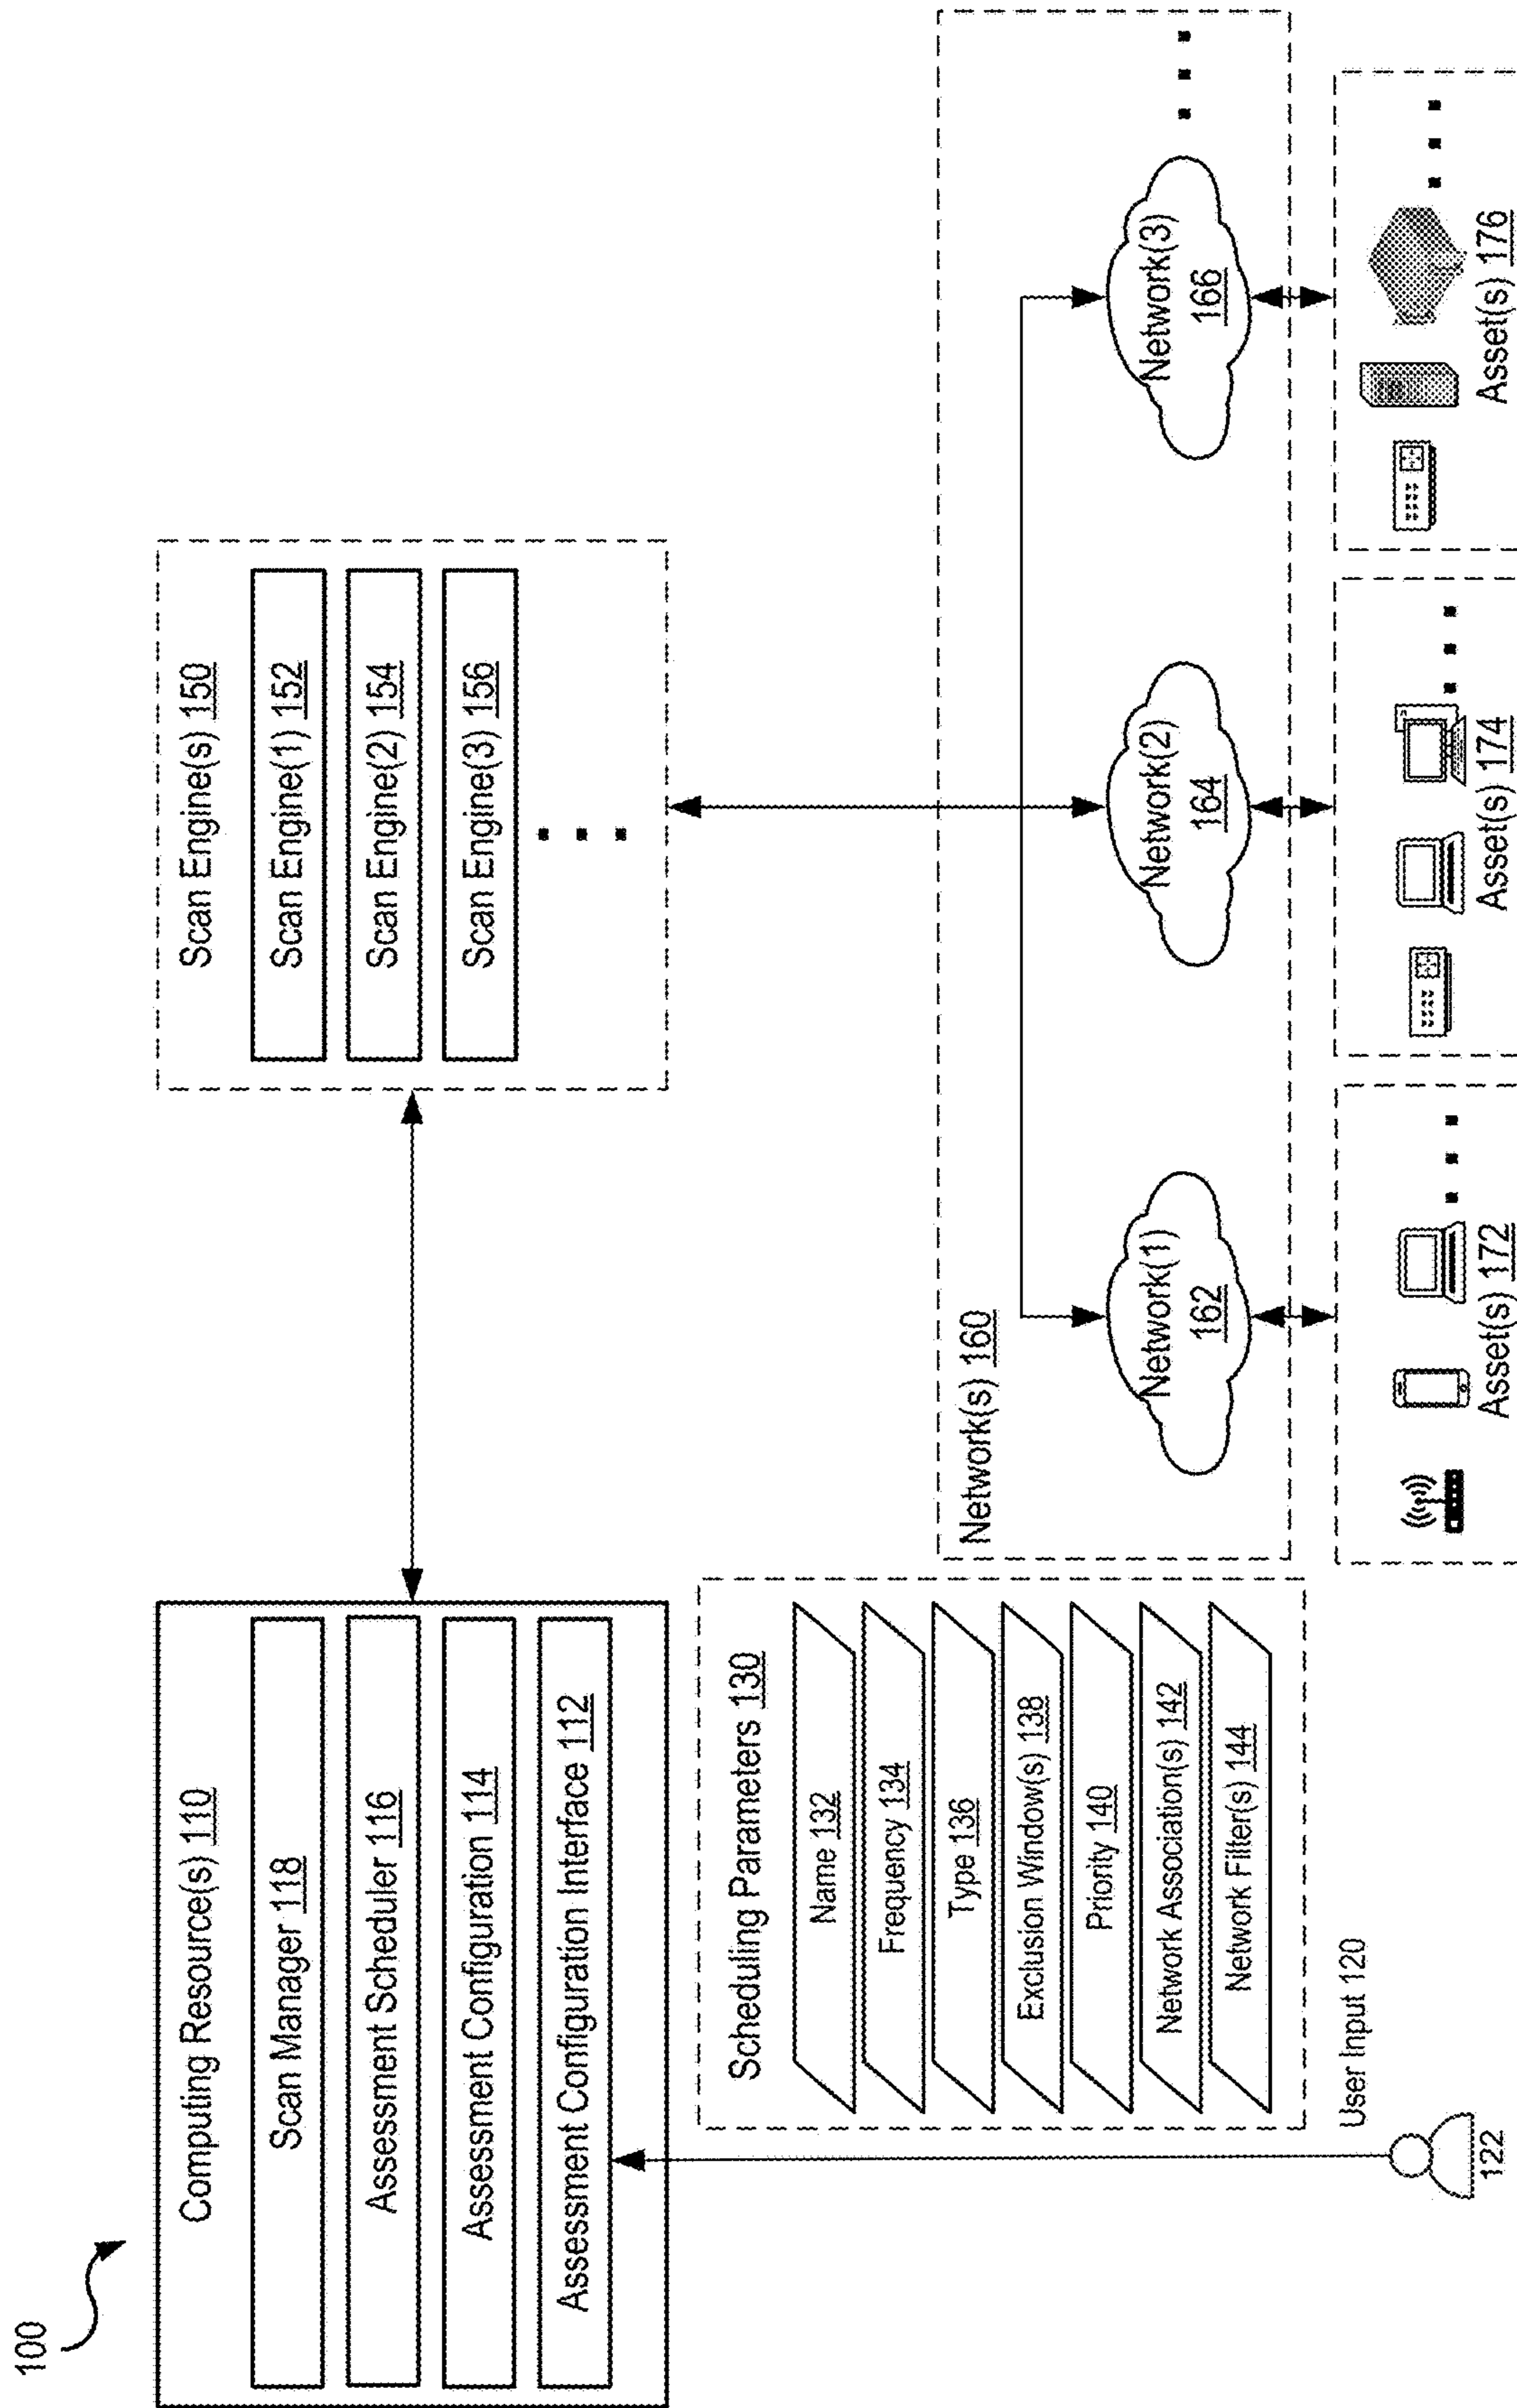 100
Computing Resource(s) 110
Scan Manager 118
Assessment Scheduler 116
Assessment Configuration 114
Assessment Configuration Interface 112
Scan Engine(s) 150
Scan Engine(1) 152
Scan Engine(2) 154
Scan Engine(3) 156
Scheduling Parameters 130
Name 132
Frequency 134
Type 136
Exclusion Window(s) 138
Priority 140
Network Association(s) 142
Network Filter(s) 144
User Input 120
122
Network(s) 160
Network(1)
162
Network(2)
164
Network(3)
166
Asset(s) 172
Asset(s) 174
Asset(s) 176